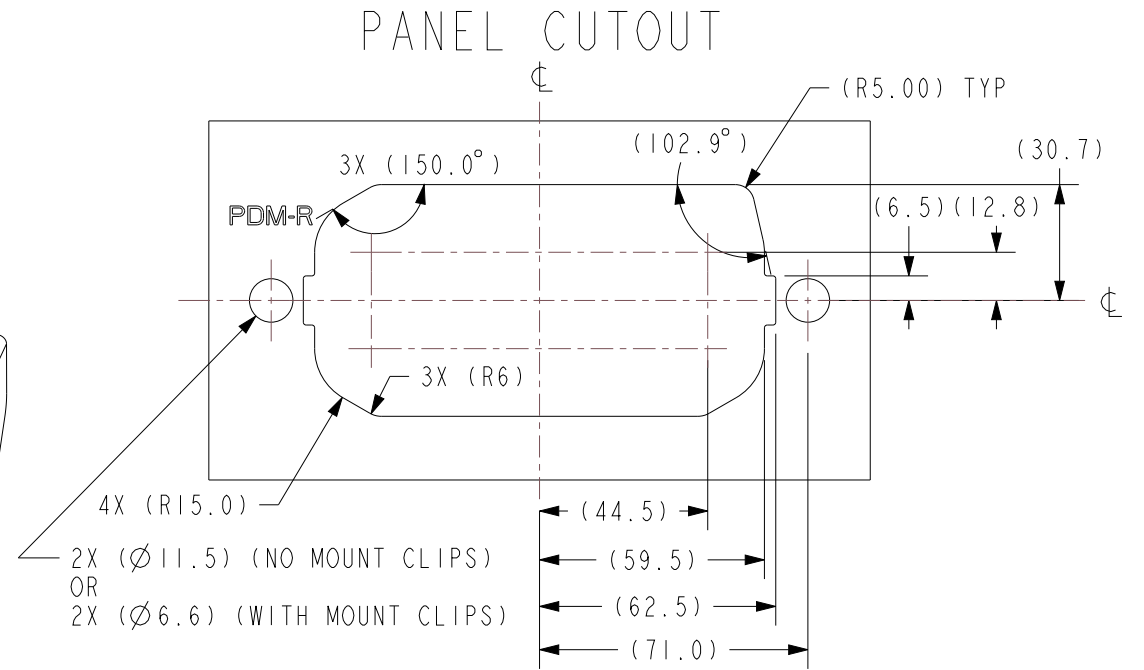 PANEL CUTOUT
℄
(R5.00) TYP
(102.9°)
(30.7)
3X (150.0°)
PDM-R
(6.5)
(12.8)
℄
3X (R6)
4X (R15.0)
(44.5)
2X (Ø11.5) (NO MOUNT CLIPS)
OR
2X (Ø6.6) (WITH MOUNT CLIPS)
(59.5)
(62.5)
(71.0)